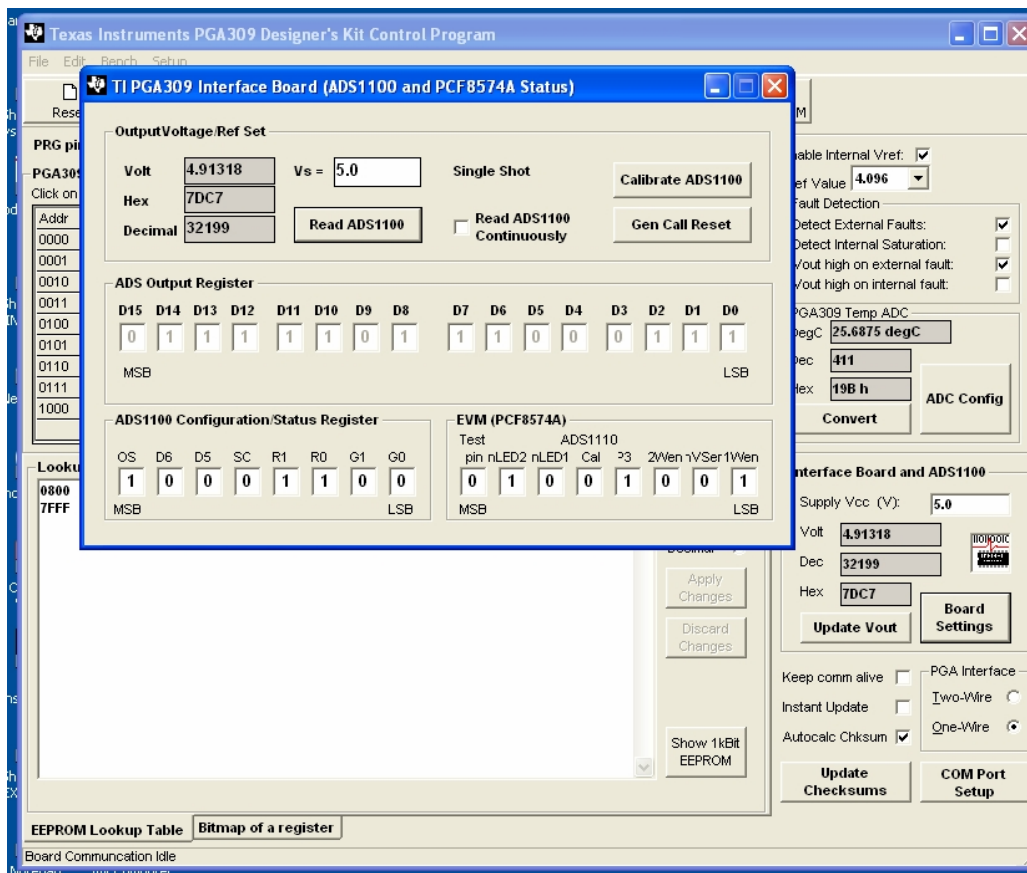 Texas Instruments PGA309 Designer's Kit Control Program
File Edit Bench Setup
TI PGA309 Interface Board (ADS1100 and PCF8574A Status)
OutputVoltage/Ref Set
Volt 4.91318 Vs = 5.0 Single Shot Calibrate ADS1100
Hex 7DC7
Decimal 32199 Read ADS1100 Read ADS1100 Continuously Gen Call Reset
ADS Output Register
D15 D14 D13 D12 D11 D10 D9 D8 D7 D6 D5 D4 D3 D2 D1 D0
0 1 1 1 1 1 0 1 1 1 0 0 0 1 1 1
MSB LSB
ADS1100 Configuration/Status Register
OS D6 D5 SC R1 R0 G1 G0
1 0 0 0 1 1 0 0
MSB LSB
EVM (PCF8574A)
Test ADS1110
pin nLED2 nLED1 Cal P3 2Wen nVSer 1Wen
0 1 0 0 1 0 0 1
MSB LSB
PRG
PGA309
Click on
Addr
0000
0001
0010
0011
0100
0101
0110
0111
1000
Internal Vref:
Value 4.096
Fault Detection
Detect External Faults:
Detect Internal Saturation:
Vout high on external fault:
Vout high on internal fault:
PGA309 Temp ADC
DegC 25.6875 degC
Dec 411
Hex 19B h
ADC Config
Convert
0800
7FFF
Interface Board and ADS1100
Supply Vcc (V): 5.0
Volt 4.91318
Dec 32199
Hex 7DC7
Update Vout
Board Settings
Apply Changes
Discard Changes
Show 1kBit EEPROM
Keep comm alive
Instant Update
Autocalc Chksum
PGA Interface
Two-Wire
One-Wire
Update Checksums
COM Port Setup
EEPROM Lookup Table Bitmap of a register
Board Communcation Idle